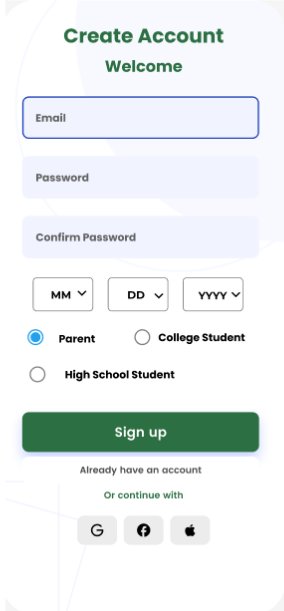 Create Account
Welcome
Email
Password
Confirm Password
MM DD YYYY
Parent College Student
High School Student
Sign up
Already have an account
Or continue with